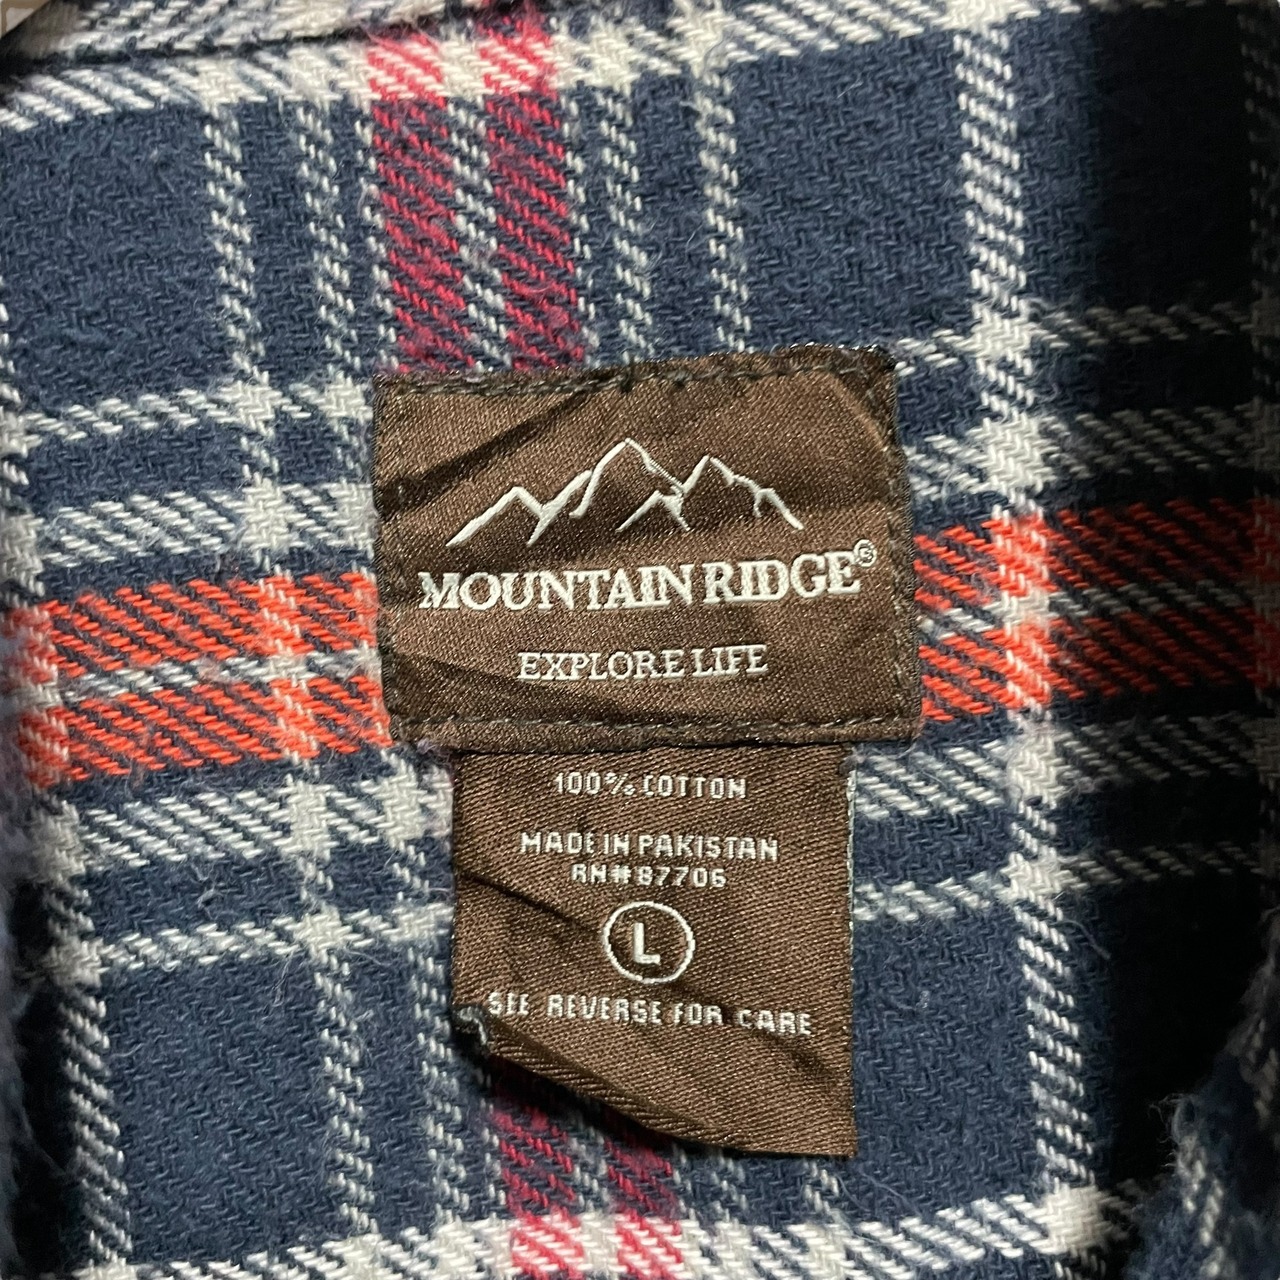 MOUNTAIN RIDGE®
EXPLORE LIFE
100% COTTON
MADE IN PAKISTAN
RN# 87706
L
SEE REVERSE FOR CARE